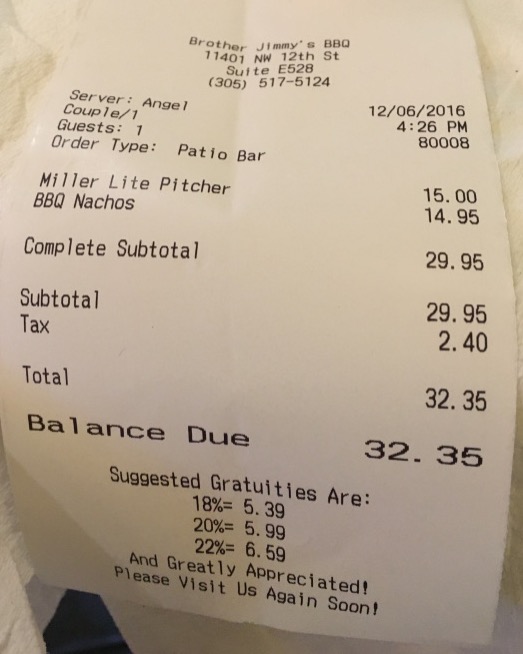 Brother Jimmy's BBQ
11401 NW 12th St
Suite E528
(305) 517-5124
Server: Angel 12/06/2016
Couple/1 4:26 PM
Guests: 1 80008
Order Type: Patio Bar
Miller Lite Pitcher 15.00
BBQ Nachos 14.95
Complete Subtotal 29.95
Subtotal 29.95
Tax 2.40
Total 32.35
Balance Due 32.35
Suggested Gratuities Are:
18%= 5.39
20%= 5.99
22%= 6.59
And Greatly Appreciated!
Please Visit Us Again Soon!